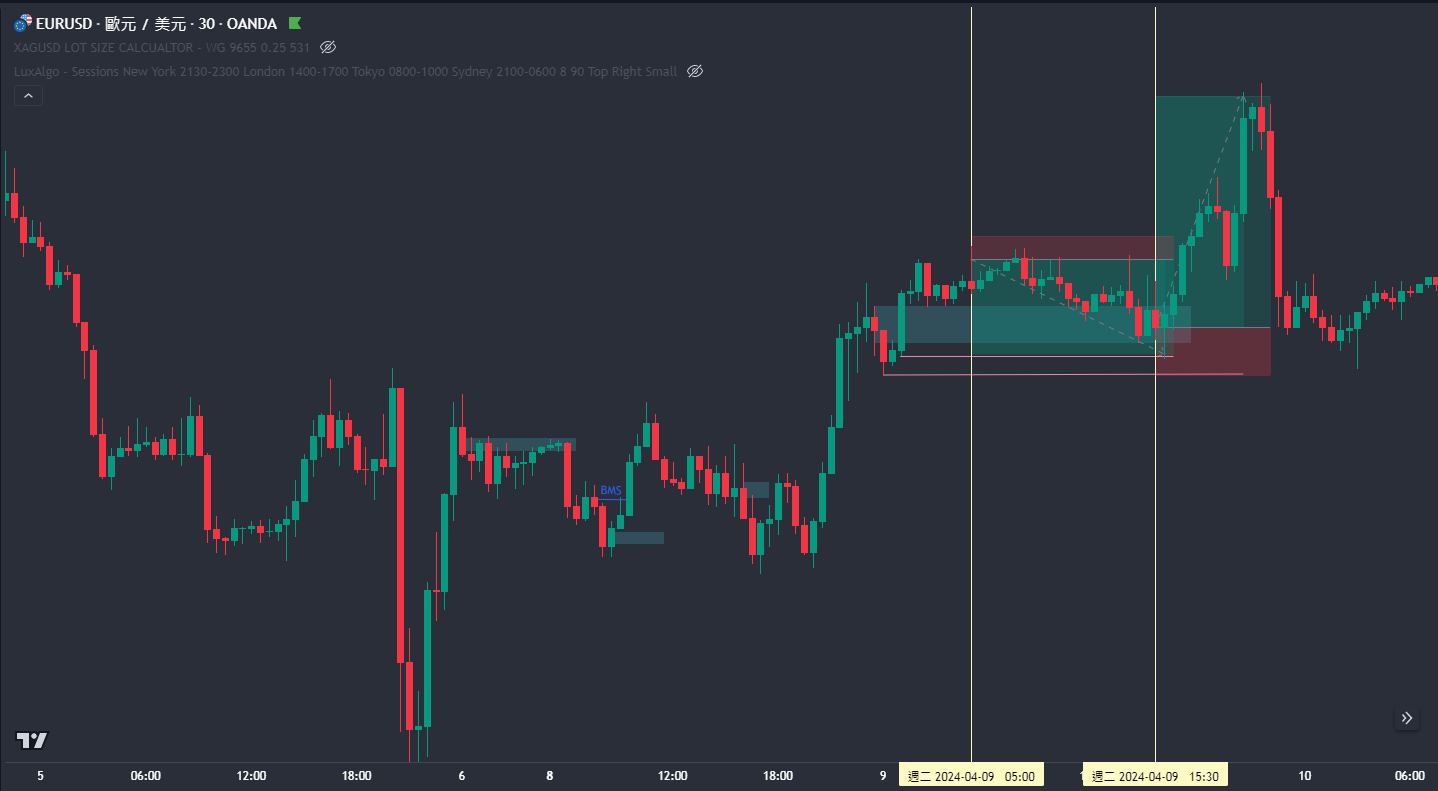 EURUSD · 歐元 / 美元 · 30 · OANDA
XAGUSD LOT SIZE CALCUALTOR - WG 9655 0.25 531
LuxAlgo - Sessions New York 2130-2300 London 1400-1700 Tokyo 0800-1000 Sydney 2100-0600 8 90 Top Right Small
BMS
5 06:00 12:00 18:00 6 8 12:00 18:00 9 週二 2024-04-09 05:00 週二 2024-04-09 15:30 10 06:00